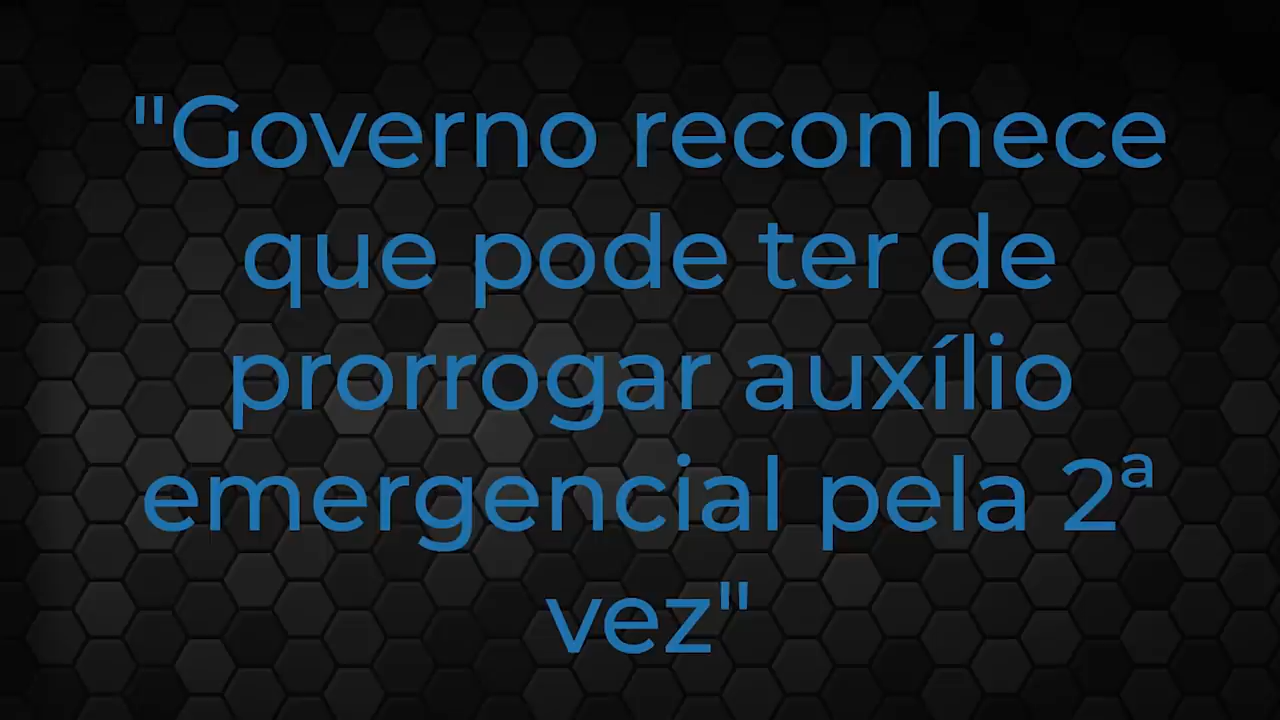 "Governo reconhece
que pode ter de
prorrogar auxílio
emergencial pela 2ª
vez"